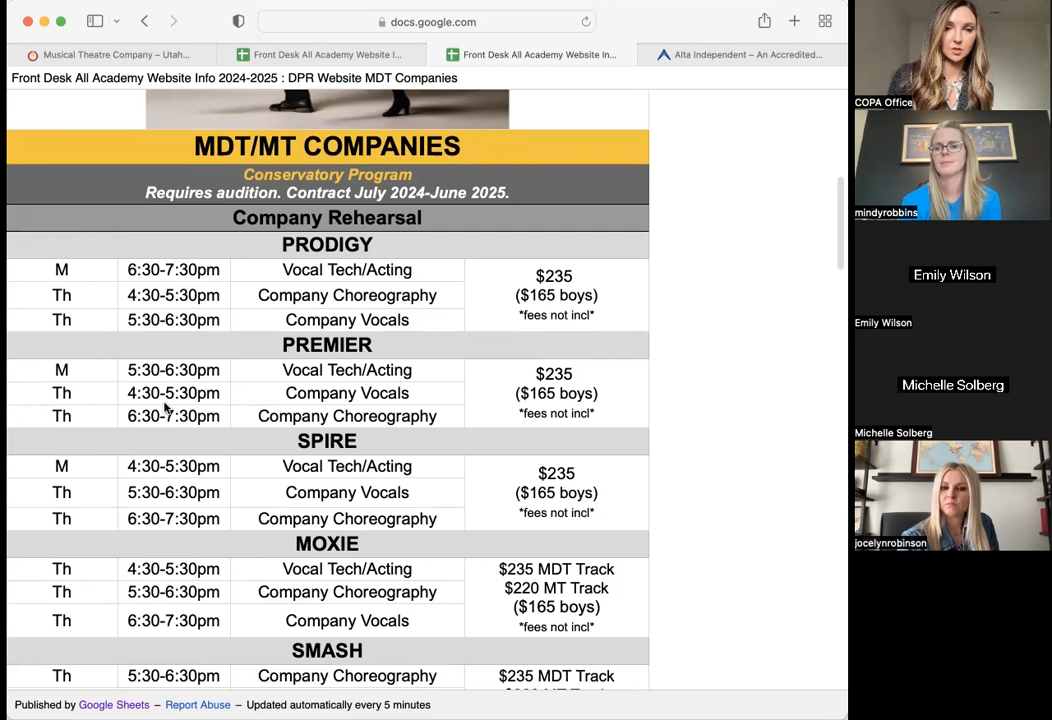 docs.google.com
Musical Theatre Company – Utah...
Front Desk All Academy Website I...
Front Desk All Academy Website In...
Alta Independent – An Accredited...
Front Desk All Academy Website Info 2024-2025 : DPR Website MDT Companies
MDT/MT COMPANIES
Conservatory Program
Requires audition. Contract July 2024-June 2025.
Company Rehearsal
PRODIGY
M 6:30-7:30pm Vocal Tech/Acting
Th 4:30-5:30pm Company Choreography
Th 5:30-6:30pm Company Vocals
$235
($165 boys)
*fees not incl*
PREMIER
M 5:30-6:30pm Vocal Tech/Acting
Th 4:30-5:30pm Company Vocals
Th 6:30-7:30pm Company Choreography
$235
($165 boys)
*fees not incl*
SPIRE
M 4:30-5:30pm Vocal Tech/Acting
Th 5:30-6:30pm Company Vocals
Th 6:30-7:30pm Company Choreography
$235
($165 boys)
*fees not incl*
MOXIE
Th 4:30-5:30pm Vocal Tech/Acting
Th 5:30-6:30pm Company Choreography
Th 6:30-7:30pm Company Vocals
$235 MDT Track
$220 MT Track
($165 boys)
*fees not incl*
SMASH
Th 5:30-6:30pm Company Choreography
$235 MDT Track
Published by Google Sheets – Report Abuse – Updated automatically every 5 minutes
COPA Office
mindyrobbins
Emily Wilson
Emily Wilson
Michelle Solberg
Michelle Solberg
jocelynrobinson